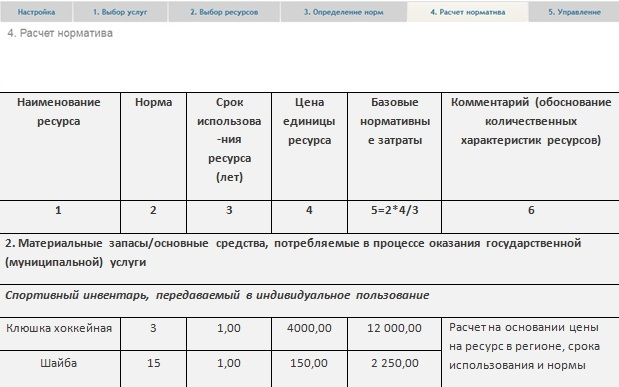 Настройка 1. Выбор услуг 2. Выбор ресурсов 3. Определение норм 4. Расчет норматива 5. Управление
4. Расчет норматива
Наименование ресурса Норма Срок использова-ния ресурса (лет) Цена единицы ресурса Базовые нормативны е затраты Комментарий (обоснование количественных характеристик ресурсов)
1 2 3 4 5=2*4/3 6
2. Материальные запасы/основные средства, потребляемые в процессе оказания государственной
(муниципальной) услуги
Спортивный инвентарь, передаваемый в индивидуальное пользование
Клюшка хоккейная 3 1,00 4000,00 12 000,00 Расчет на основании цены
на ресурс в регионе, срока
Шайба 15 1,00 150,00 2 250,00 использования и нормы